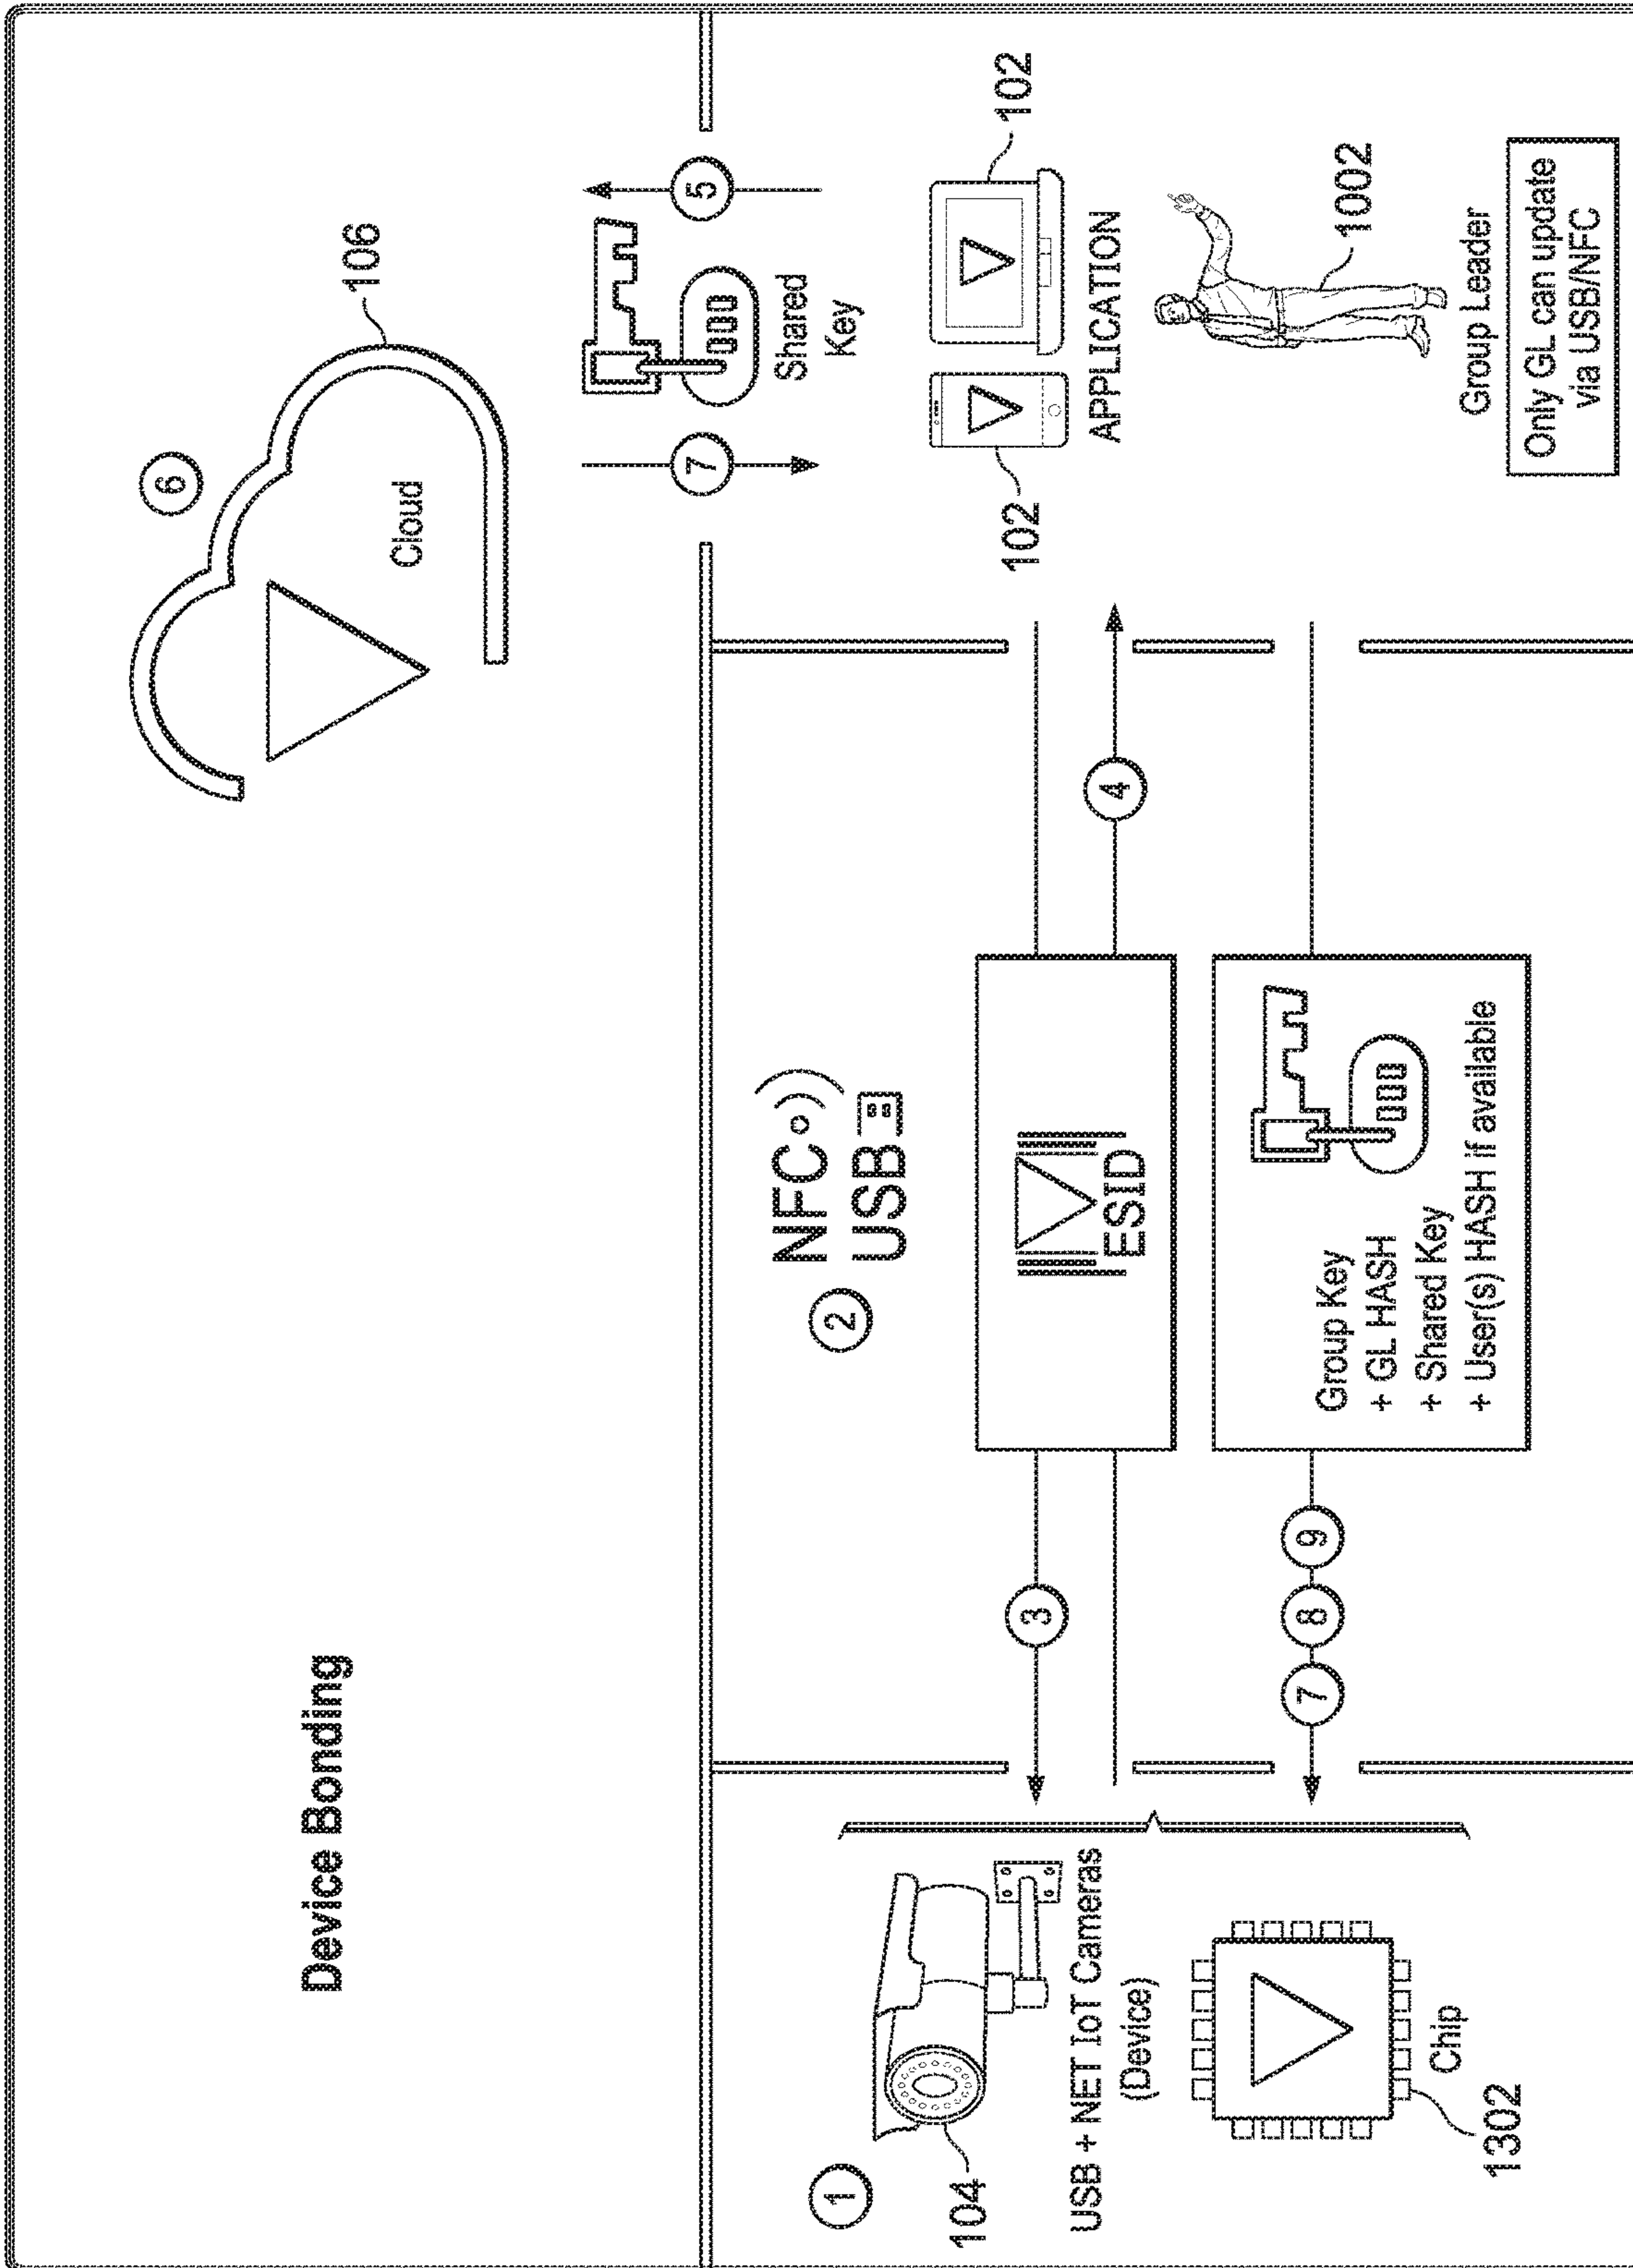 Device Bonding
6
Cloud
106
7
5
Shared
Key
1
104
USB + NET IoT Cameras
(Device)
Chip
1302
2
NFC
USB
3
ESID
4
7
8
9
Group Key
+ GL HASH
+ Shared Key
+ User(s) HASH if available
102
102
APPLICATION
1002
Group Leader
Only GL can update
via USB/NFC